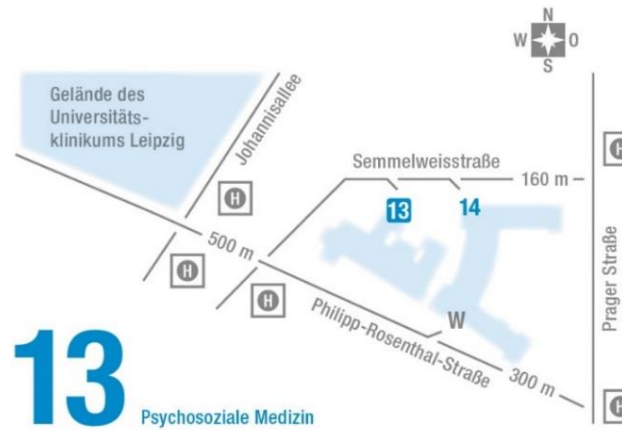 N
W O
S
Gelände des
Universitäts-
klinikums Leipzig
Johannisallee
H
Semmelweisstraße
160 m
H
13
14
500 m
H
H
Philipp-Rosenthal-Straße
W
300 m
Prager Straße
H
13
Psychosoziale Medizin